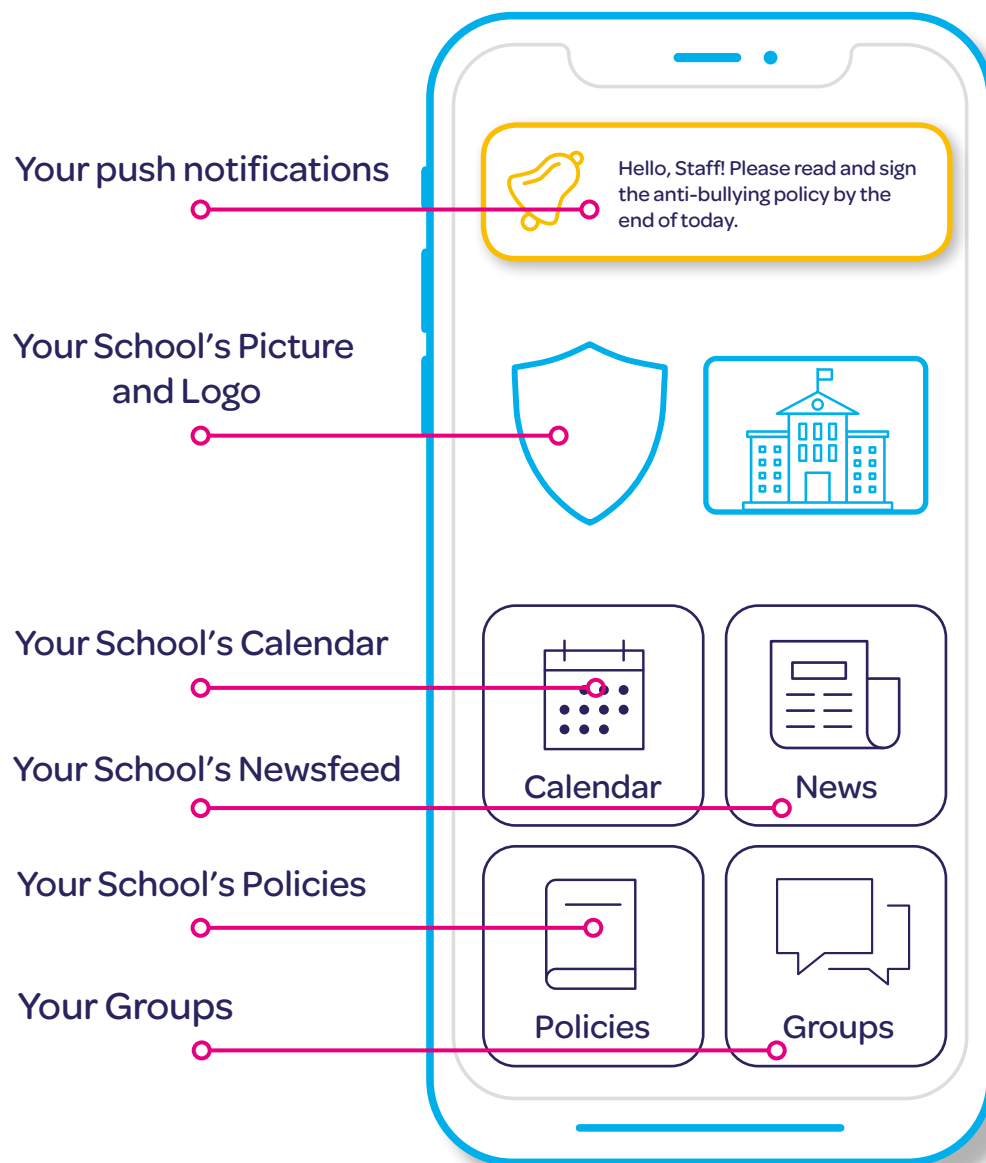 Your push notifications
Hello, Staff! Please read and sign
the anti-bullying policy by the
end of today.
Your School's Picture
and Logo
Your School's Calendar
Calendar
News
Your School's Newsfeed
Your School's Policies
Your Groups
Policies
Groups